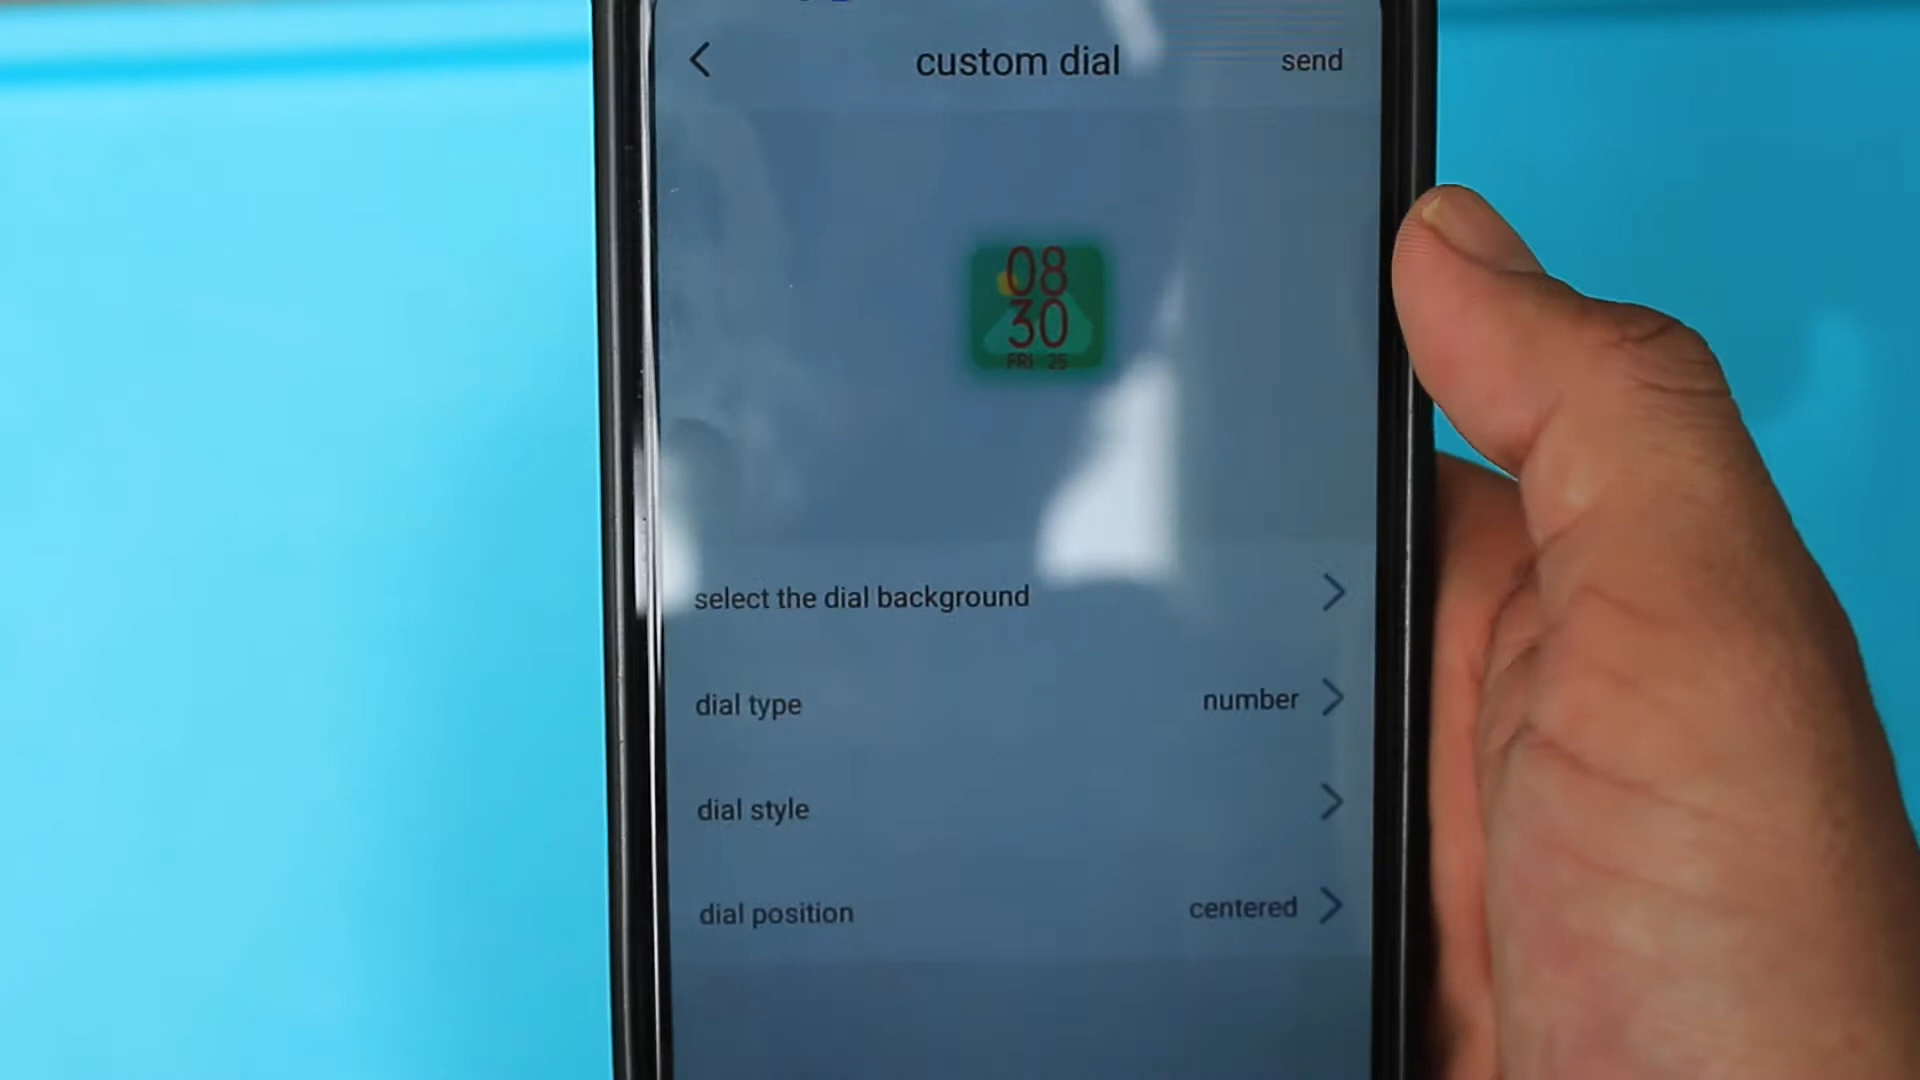 custom dial
send
08
30
FRI 25
select the dial background
dial type
number
dial style
dial position
centered